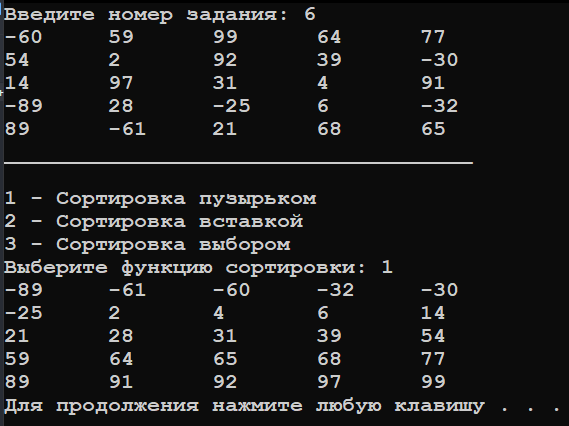 Введите номер задания: 6
-60 59 99 64 77
54 2 92 39 -30
14 97 31 4 91
-89 28 -25 6 -32
89 -61 21 68 65
____________________________________
1 - Сортировка пузырьком
2 - Сортировка вставкой
3 - Сортировка выбором
Выберите функцию сортировки: 1
-89 -61 -60 -32 -30
-25 2 4 6 14
21 28 31 39 54
59 64 65 68 77
89 91 92 97 99
Для продолжения нажмите любую клавишу . . .